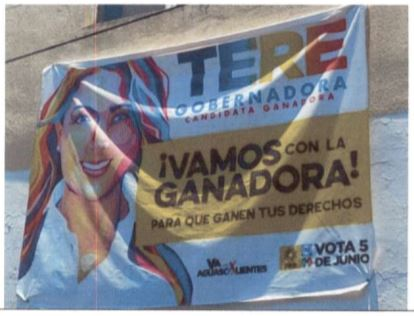 TERE
GOBERNADORA
CANDIDATA GANADORA
¡VAMOS CON LA
GANADORA!
PARA QUE GANEN TUS DERECHOS
VA
AGUASCALIENTES
PRD
VOTA 5
DE JUNIO